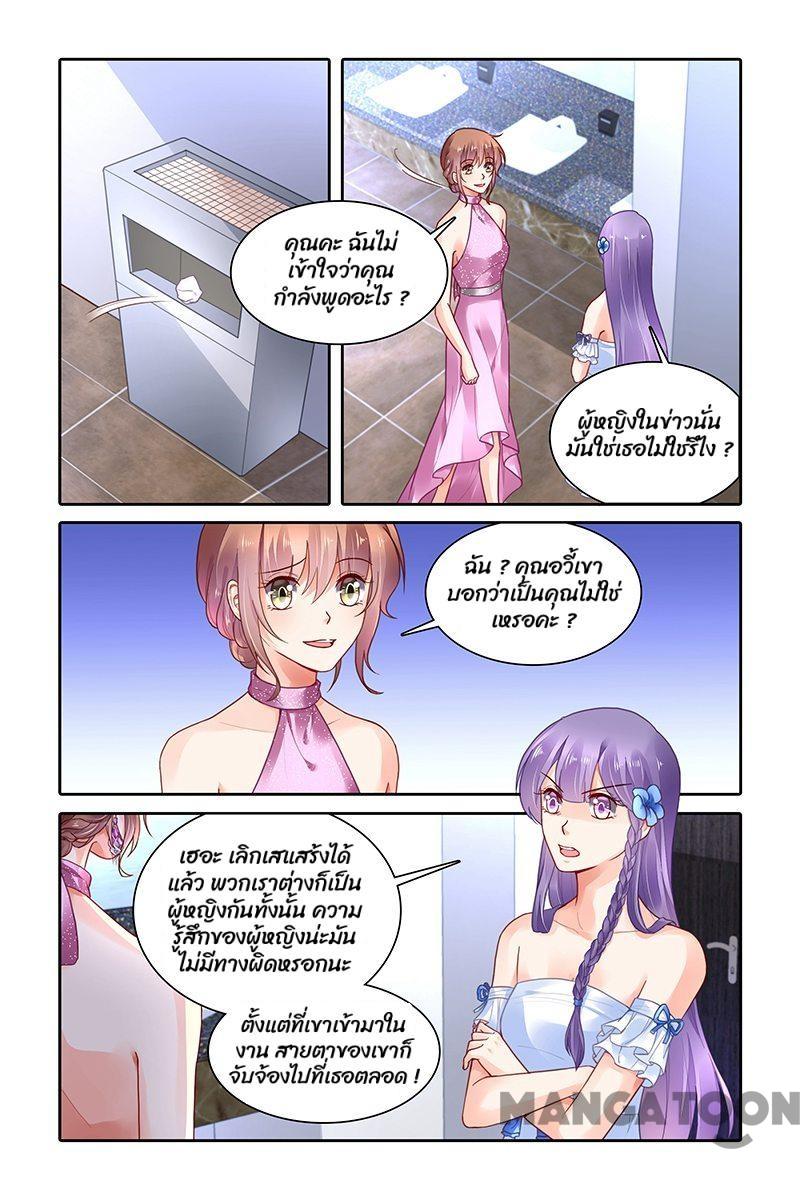 คุณคะ ฉันไม่
เข้าใจว่าคุณ
กำลังพูดอะไร ?
ผู้หญิงในข่าวนั่น
มันใช่เธอไม่ใช่รึไง ?
ฉัน ? คุณอวี้เขา
บอกว่าเป็นคุณไม่ใช่
เหรอคะ ?
เฮอะ เลิกเสแสร้งได้
แล้ว พวกเราต่างก็เป็น
ผู้หญิงกันทั้งนั้น ความ
รู้สึกของผู้หญิงน่ะมัน
ไม่มีทางผิดหรอกนะ
ตั้งแต่ที่เขาเข้ามาใน
งาน สายตาของเขาก็
จับจ้องไปที่เธอตลอด !
MANGATOON